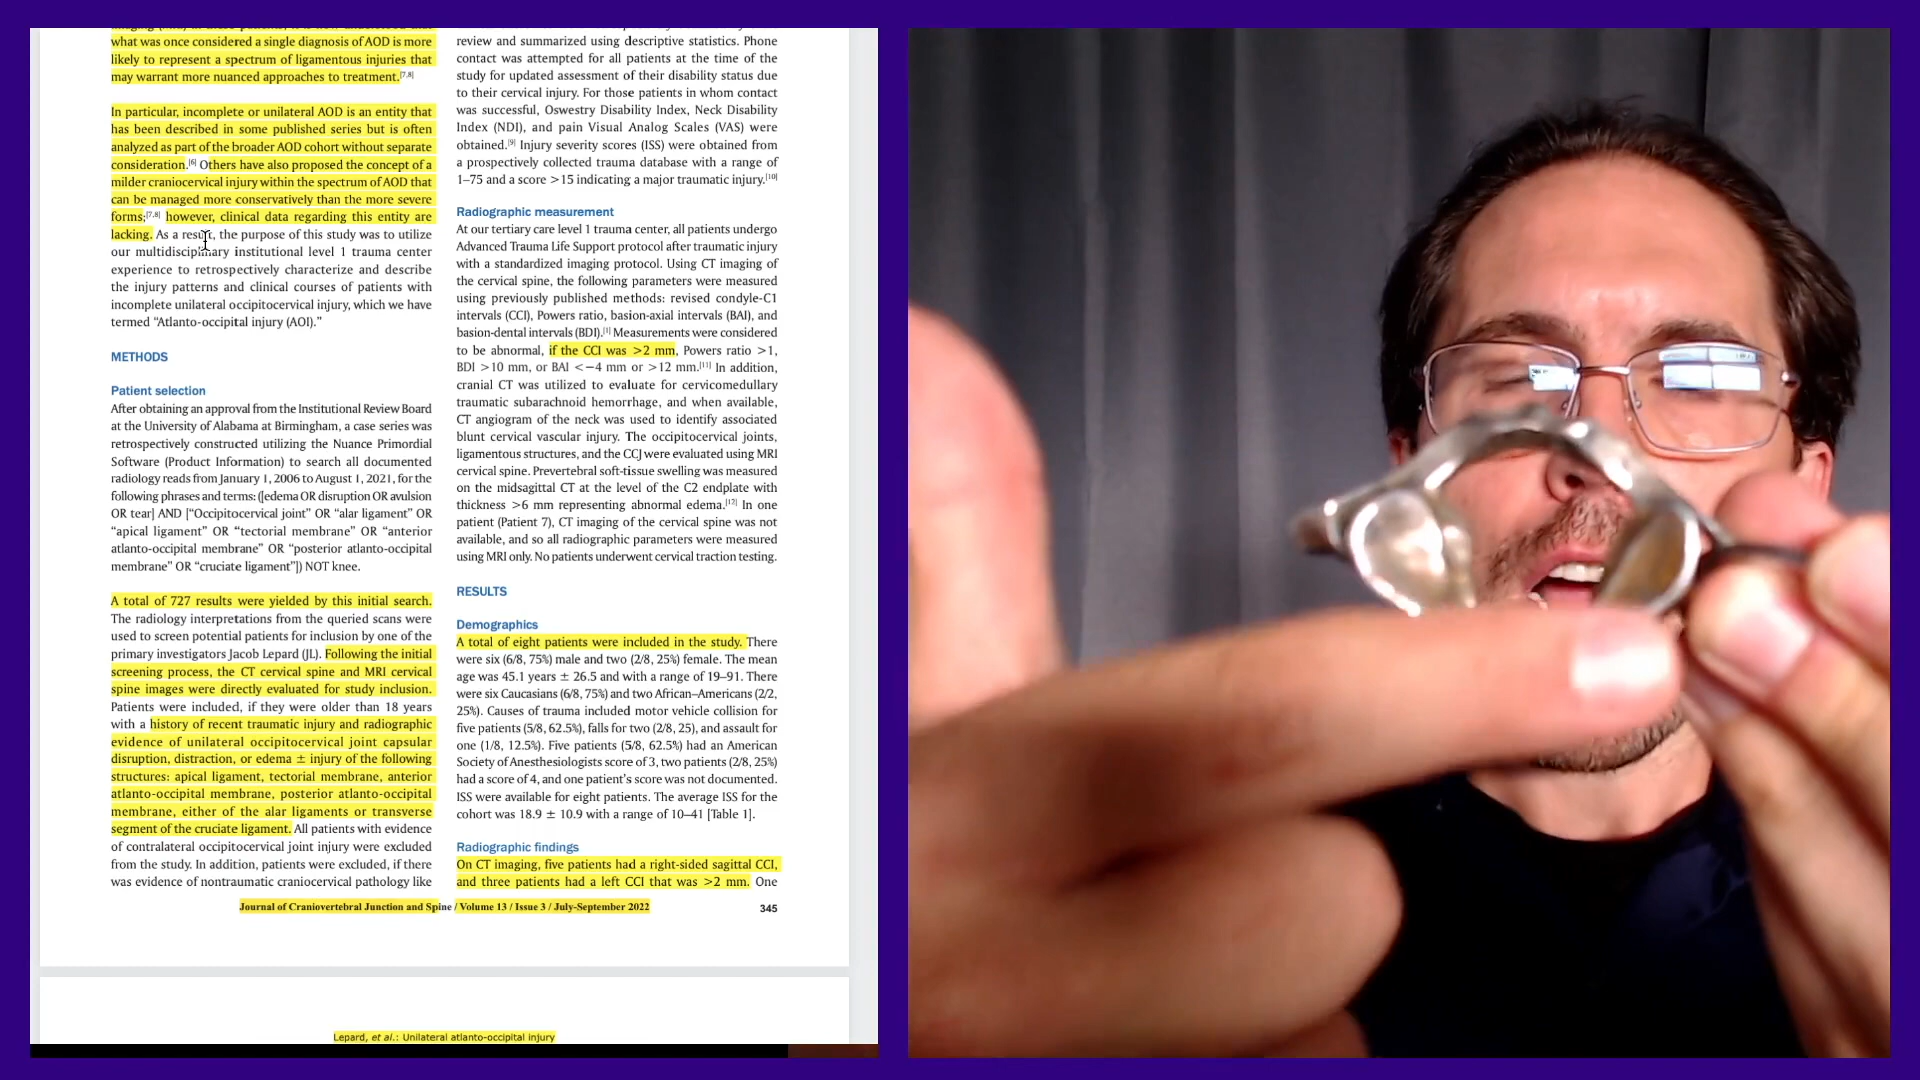 what was once considered a single diagnosis of AOD is more
likely to represent a spectrum of ligamentous injuries that
may warrant more nuanced approaches to treatment.[7,8]
In particular, incomplete or unilateral AOD is an entity that
has been described in some published series but is often
analyzed as part of the broader AOD cohort without separate
consideration.[6] Others have also proposed the concept of a
milder craniocervical injury within the spectrum of AOD that
can be managed more conservatively than the more severe
forms;[7,8] however, clinical data regarding this entity are
lacking. As a result, the purpose of this study was to utilize
our multidisciplinary institutional level 1 trauma center
experience to retrospectively characterize and describe
the injury patterns and clinical courses of patients with
incomplete unilateral occipitocervical injury, which we have
termed “Atlanto-occipital injury (AOI).”
METHODS
Patient selection
After obtaining an approval from the Institutional Review Board
at the University of Alabama at Birmingham, a case series was
retrospectively constructed utilizing the Nuance Primordial
Software (Product Information) to search all documented
radiology reads from January 1, 2006 to August 1, 2021, for the
following phrases and terms: ([edema OR disruption OR avulsion
OR tear] AND [“Occipitocervical joint” OR “alar ligament” OR
“apical ligament” OR “tectorial membrane” OR “anterior
atlanto-occipital membrane” OR “posterior atlanto-occipital
membrane” OR “cruciate ligament”]) NOT knee.
A total of 727 results were yielded by this initial search.
The radiology interpretations from the queried scans were
used to screen potential patients for inclusion by one of the
primary investigators Jacob Lepard (JL). Following the initial
screening process, the CT cervical spine and MRI cervical
spine images were directly evaluated for study inclusion.
Patients were included, if they were older than 18 years
with a history of recent traumatic injury and radiographic
evidence of unilateral occipitocervical joint capsular
disruption, distraction, or edema ± injury of the following
structures: apical ligament, tectorial membrane, anterior
atlanto-occipital membrane, posterior atlanto-occipital
membrane, either of the alar ligaments or transverse
segment of the cruciate ligament. All patients with evidence
of contralateral occipitocervical joint injury were excluded
from the study. In addition, patients were excluded, if there
was evidence of nontraumatic craniocervical pathology like
review and summarized using descriptive statistics. Phone
contact was attempted for all patients at the time of the
study for updated assessment of their disability status due
to their cervical injury. For those patients in whom contact
was successful, Oswestry Disability Index, Neck Disability
Index (NDI), and pain Visual Analog Scales (VAS) were
obtained.[9] Injury severity scores (ISS) were obtained from
a prospectively collected trauma database with a range of
1–75 and a score >15 indicating a major traumatic injury.[10]
Radiographic measurement
At our tertiary care level 1 trauma center, all patients undergo
Advanced Trauma Life Support protocol after traumatic injury
with a standardized imaging protocol. Using CT imaging of
the cervical spine, the following parameters were measured
using previously published methods: revised condyle-C1
intervals (CCI), Powers ratio, basion-axial intervals (BAI), and
basion-dental intervals (BDI).[1] Measurements were considered
to be abnormal, if the CCI was >2 mm, Powers ratio >1,
BDI >10 mm, or BAI <−4 mm or >12 mm.[11] In addition,
cranial CT was utilized to evaluate for cervicomedullary
traumatic subarachnoid hemorrhage, and when available,
CT angiogram of the neck was used to identify associated
blunt cervical vascular injury. The occipitocervical joints,
ligamentous structures, and the CCJ were evaluated using MRI
cervical spine. Prevertebral soft-tissue swelling was measured
on the midsagittal CT at the level of the C2 endplate with
thickness >6 mm representing abnormal edema.[12] In one
patient (Patient 7), CT imaging of the cervical spine was not
available, and so all radiographic parameters were measured
using MRI only. No patients underwent cervical traction testing.
RESULTS
Demographics
A total of eight patients were included in the study. There
were six (6/8, 75%) male and two (2/8, 25%) female. The mean
age was 45.1 years ± 26.5 and with a range of 19–91. There
were six Caucasians (6/8, 75%) and two African–Americans (2/2,
25%). Causes of trauma included motor vehicle collision for
five patients (5/8, 62.5%), falls for two (2/8, 25), and assault for
one (1/8, 12.5%). Five patients (5/8, 62.5%) had an American
Society of Anesthesiologists score of 3, two patients (2/8, 25%)
had a score of 4, and one patient’s score was not documented.
ISS were available for eight patients. The average ISS for the
cohort was 18.9 ± 10.9 with a range of 10–41 [Table 1].
Radiographic findings
On CT imaging, five patients had a right-sided sagittal CCI,
and three patients had a left CCI that was >2 mm. One
Journal of Craniovertebral Junction and Spine / Volume 13 / Issue 3 / July-September 2022
345
Lepard, et al.: Unilateral atlanto-occipital injury